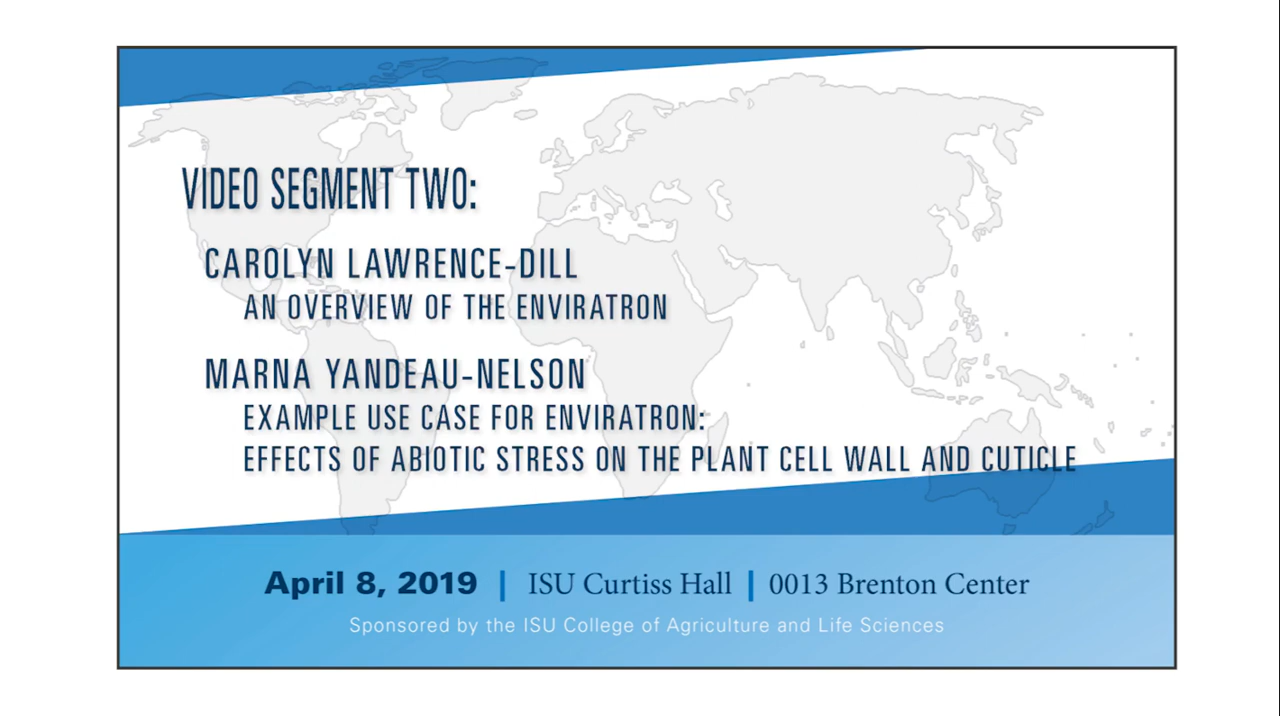 VIDEO SEGMENT TWO:
CAROLYN LAWRENCE-DILL
AN OVERVIEW OF THE ENVIRATRON
MARNA YANDEAU-NELSON
EXAMPLE USE CASE FOR ENVIRATRON:
EFFECTS OF ABIOTIC STRESS ON THE PLANT CELL WALL AND CUTICLE
April 8, 2019 | ISU Curtiss Hall | 0013 Brenton Center
Sponsored by the ISU College of Agriculture and Life Sciences